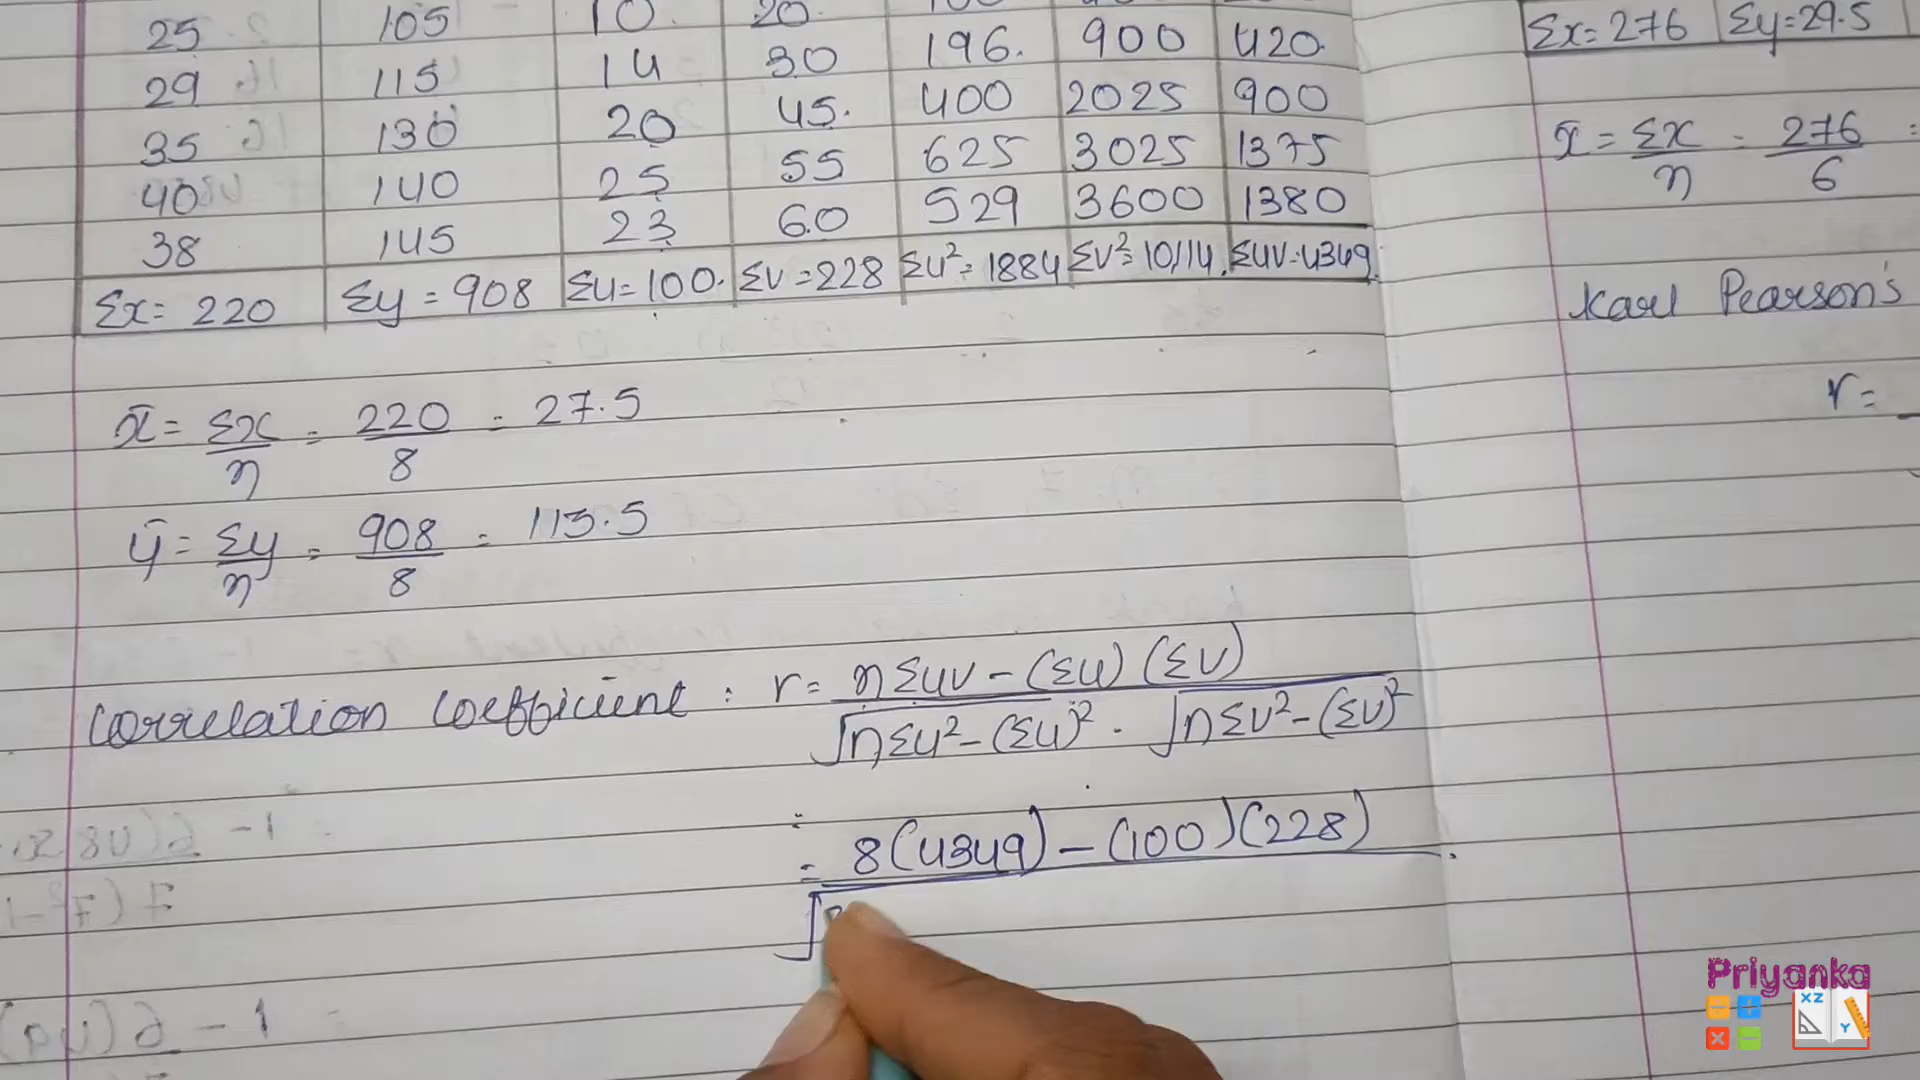 25 105 10. 20.
29 115 14 30 196. 900 420.
35 130 20 45. 400 2025 900
40 140 25 55 625 3025 1375
38 145 23 60 529 3600 1380
Σx= 220 Σy = 908 Σu=100. Σv=228 Σu²=1884 Σv²=10114. Σuv=4349.
x̄ = Σx/n = 220/8 = 27.5
ȳ = Σy/n = 908/8 = 113.5
Correlation Coefficient : r= nΣuv - (Σu) (Σv) / √nΣu² - (Σu)² . √nΣv² - (Σv)²
= 8(4349) - (100)(228)
√
Σx= 276 Σy=29.5
x̄ = Σx/n = 276/6 =
Karl Pearson's
r=
Priyanka
XZ
Y